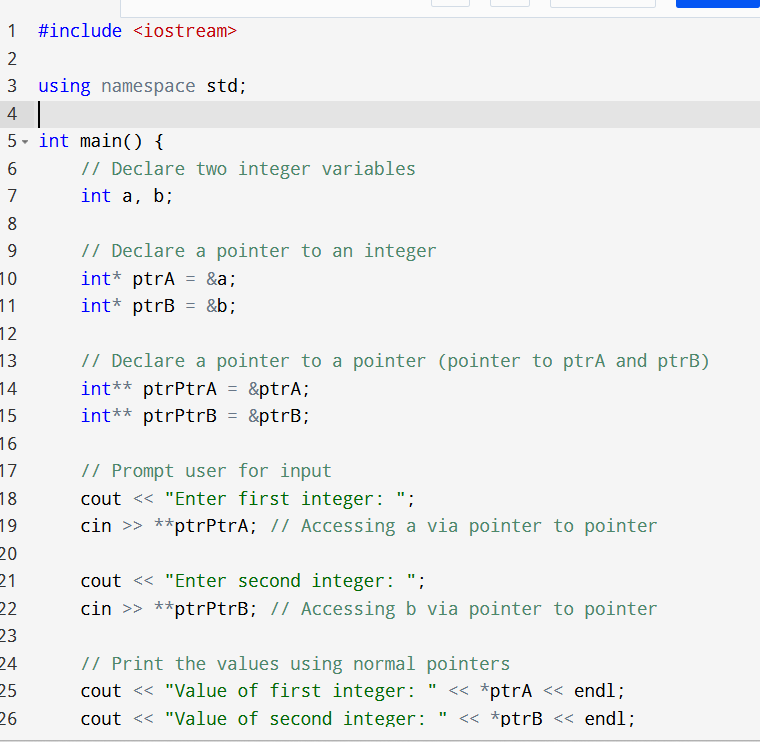 1 #include <iostream>
2
3 using namespace std;
4
5 int main() {
6 // Declare two integer variables
7 int a, b;
8
9 // Declare a pointer to an integer
10 int* ptrA = &a;
11 int* ptrB = &b;
12
13 // Declare a pointer to a pointer (pointer to ptrA and ptrB)
14 int** ptrPtrA = &ptrA;
15 int** ptrPtrB = &ptrB;
16
17 // Prompt user for input
18 cout << "Enter first integer: ";
19 cin >> **ptrPtrA; // Accessing a via pointer to pointer
20
21 cout << "Enter second integer: ";
22 cin >> **ptrPtrB; // Accessing b via pointer to pointer
23
24 // Print the values using normal pointers
25 cout << "Value of first integer: " << *ptrA << endl;
26 cout << "Value of second integer: " << *ptrB << endl;